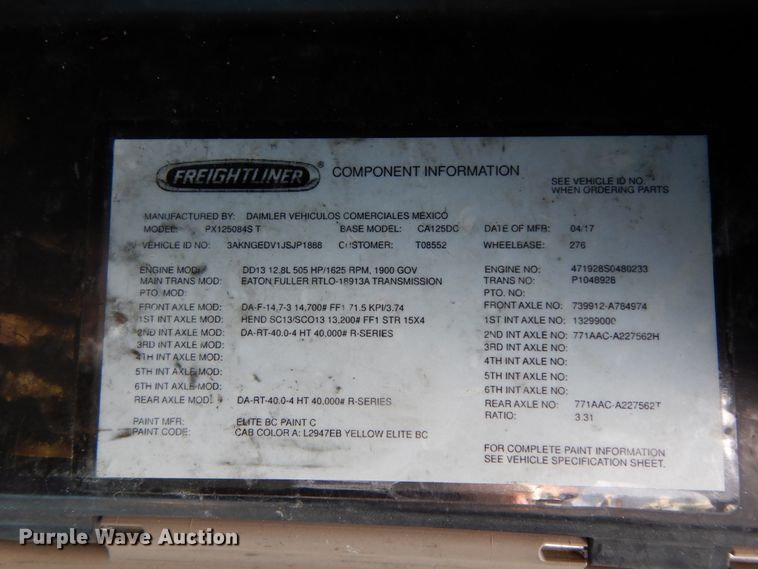 FREIGHTLINER ® COMPONENT INFORMATION
SEE VEHICLE ID NO.
WHEN ORDERING PARTS
MANUFACTURED BY: DAIMLER VEHICULOS COMERCIALES MÉXICO
MODEL: PX125084S T BASE MODEL: CA125DC DATE OF MFR: 04.17
VEHICLE ID NO: 3AKNGEDV1JSJP1888 CUSTOMER: T08552 WHEELBASE: 276
ENGINE MOD: DD13 12.8L 505 HP/1625 RPM, 1900 GOV ENGINE NO: 471928S0480233
MAIN TRANS MOD: EATON FULLER RTLO-18913A TRANSMISSION TRANS NO: P1048928
PTO. MOD: PTO. NO:
FRONT AXLE MOD: DA-F-14.7-3 14,700# FF1 71.5 KPI/3.74 FRONT AXLE NO: 739912-A784974
1ST INT AXLE MOD: HEND SC13/SCO13 13,200# FF1 STR 15X4 1ST INT AXLE NO: 13299000
2ND INT AXLE MOD: DA-RT-40.0-4 HT 40,000# R-SERIES 2ND INT AXLE NO: 771AAC-A227562H
3RD INT AXLE MOD: 3RD INT AXLE NO:
4TH INT AXLE MOD: 4TH INT AXLE NO:
5TH INT AXLE MOD: 5TH INT AXLE NO:
6TH INT AXLE MOD: 6TH INT AXLE NO:
REAR AXLE MOD: DA-RT-40.0-4 HT 40,000# R-SERIES REAR AXLE NO: 771AAC-A227562T
RATIO: 3.31
PAINT MFR: ELITE BC PAINT C
PAINT CODE: CAB COLOR A: L2947EB YELLOW ELITE BC
FOR COMPLETE PAINT INFORMATION
SEE VEHICLE SPECIFICATION SHEET.
Purple Wave Auction